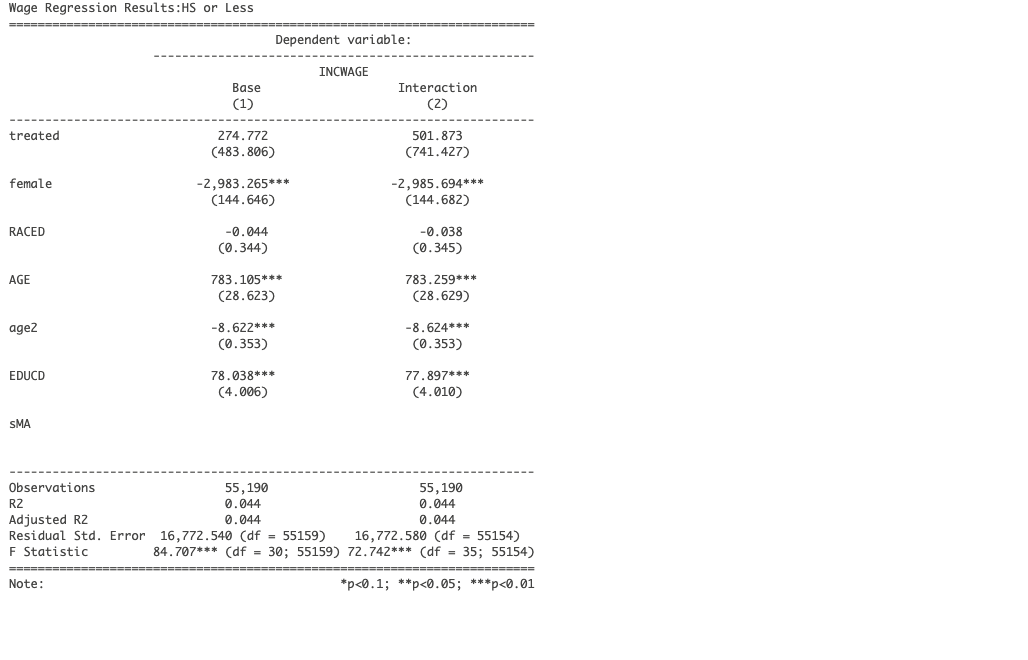 Wage Regression Results:HS or Less
=========================================================================
Dependent variable:
-----------------------------------------------------
INCWAGE
Base Interaction
(1) (2)
-------------------------------------------------------------------------
treated 274.772 501.873
(483.806) (741.427)
female -2,983.265*** -2,985.694***
(144.646) (144.682)
RACED -0.044 -0.038
(0.344) (0.345)
AGE 783.105*** 783.259***
(28.623) (28.629)
age2 -8.622*** -8.624***
(0.353) (0.353)
EDUCD 78.038*** 77.897***
(4.006) (4.010)
sMA
-------------------------------------------------------------------------
Observations 55,190 55,190
R2 0.044 0.044
Adjusted R2 0.044 0.044
Residual Std. Error 16,772.540 (df = 55159) 16,772.580 (df = 55154)
F Statistic 84.707*** (df = 30; 55159) 72.742*** (df = 35; 55154)
=========================================================================
Note: *p<0.1; **p<0.05; ***p<0.01